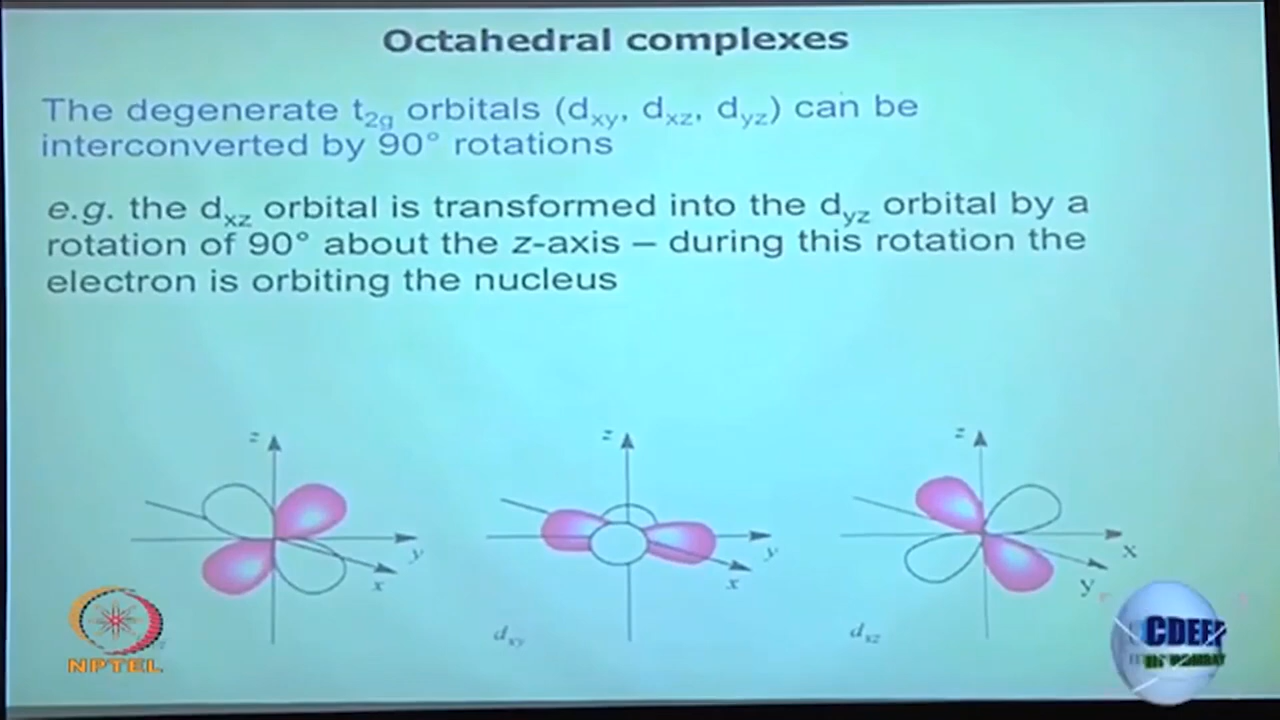 Octahedral complexes
The degenerate t2g orbitals (dxy, dxz, dyz) can be
interconverted by 90° rotations
e.g. the dxz orbital is transformed into the dyz orbital by a
rotation of 90° about the z-axis – during this rotation the
electron is orbiting the nucleus
z
z
z
y
x
y
x
x
y
dxy
dxz
NPTEL
CDEEP